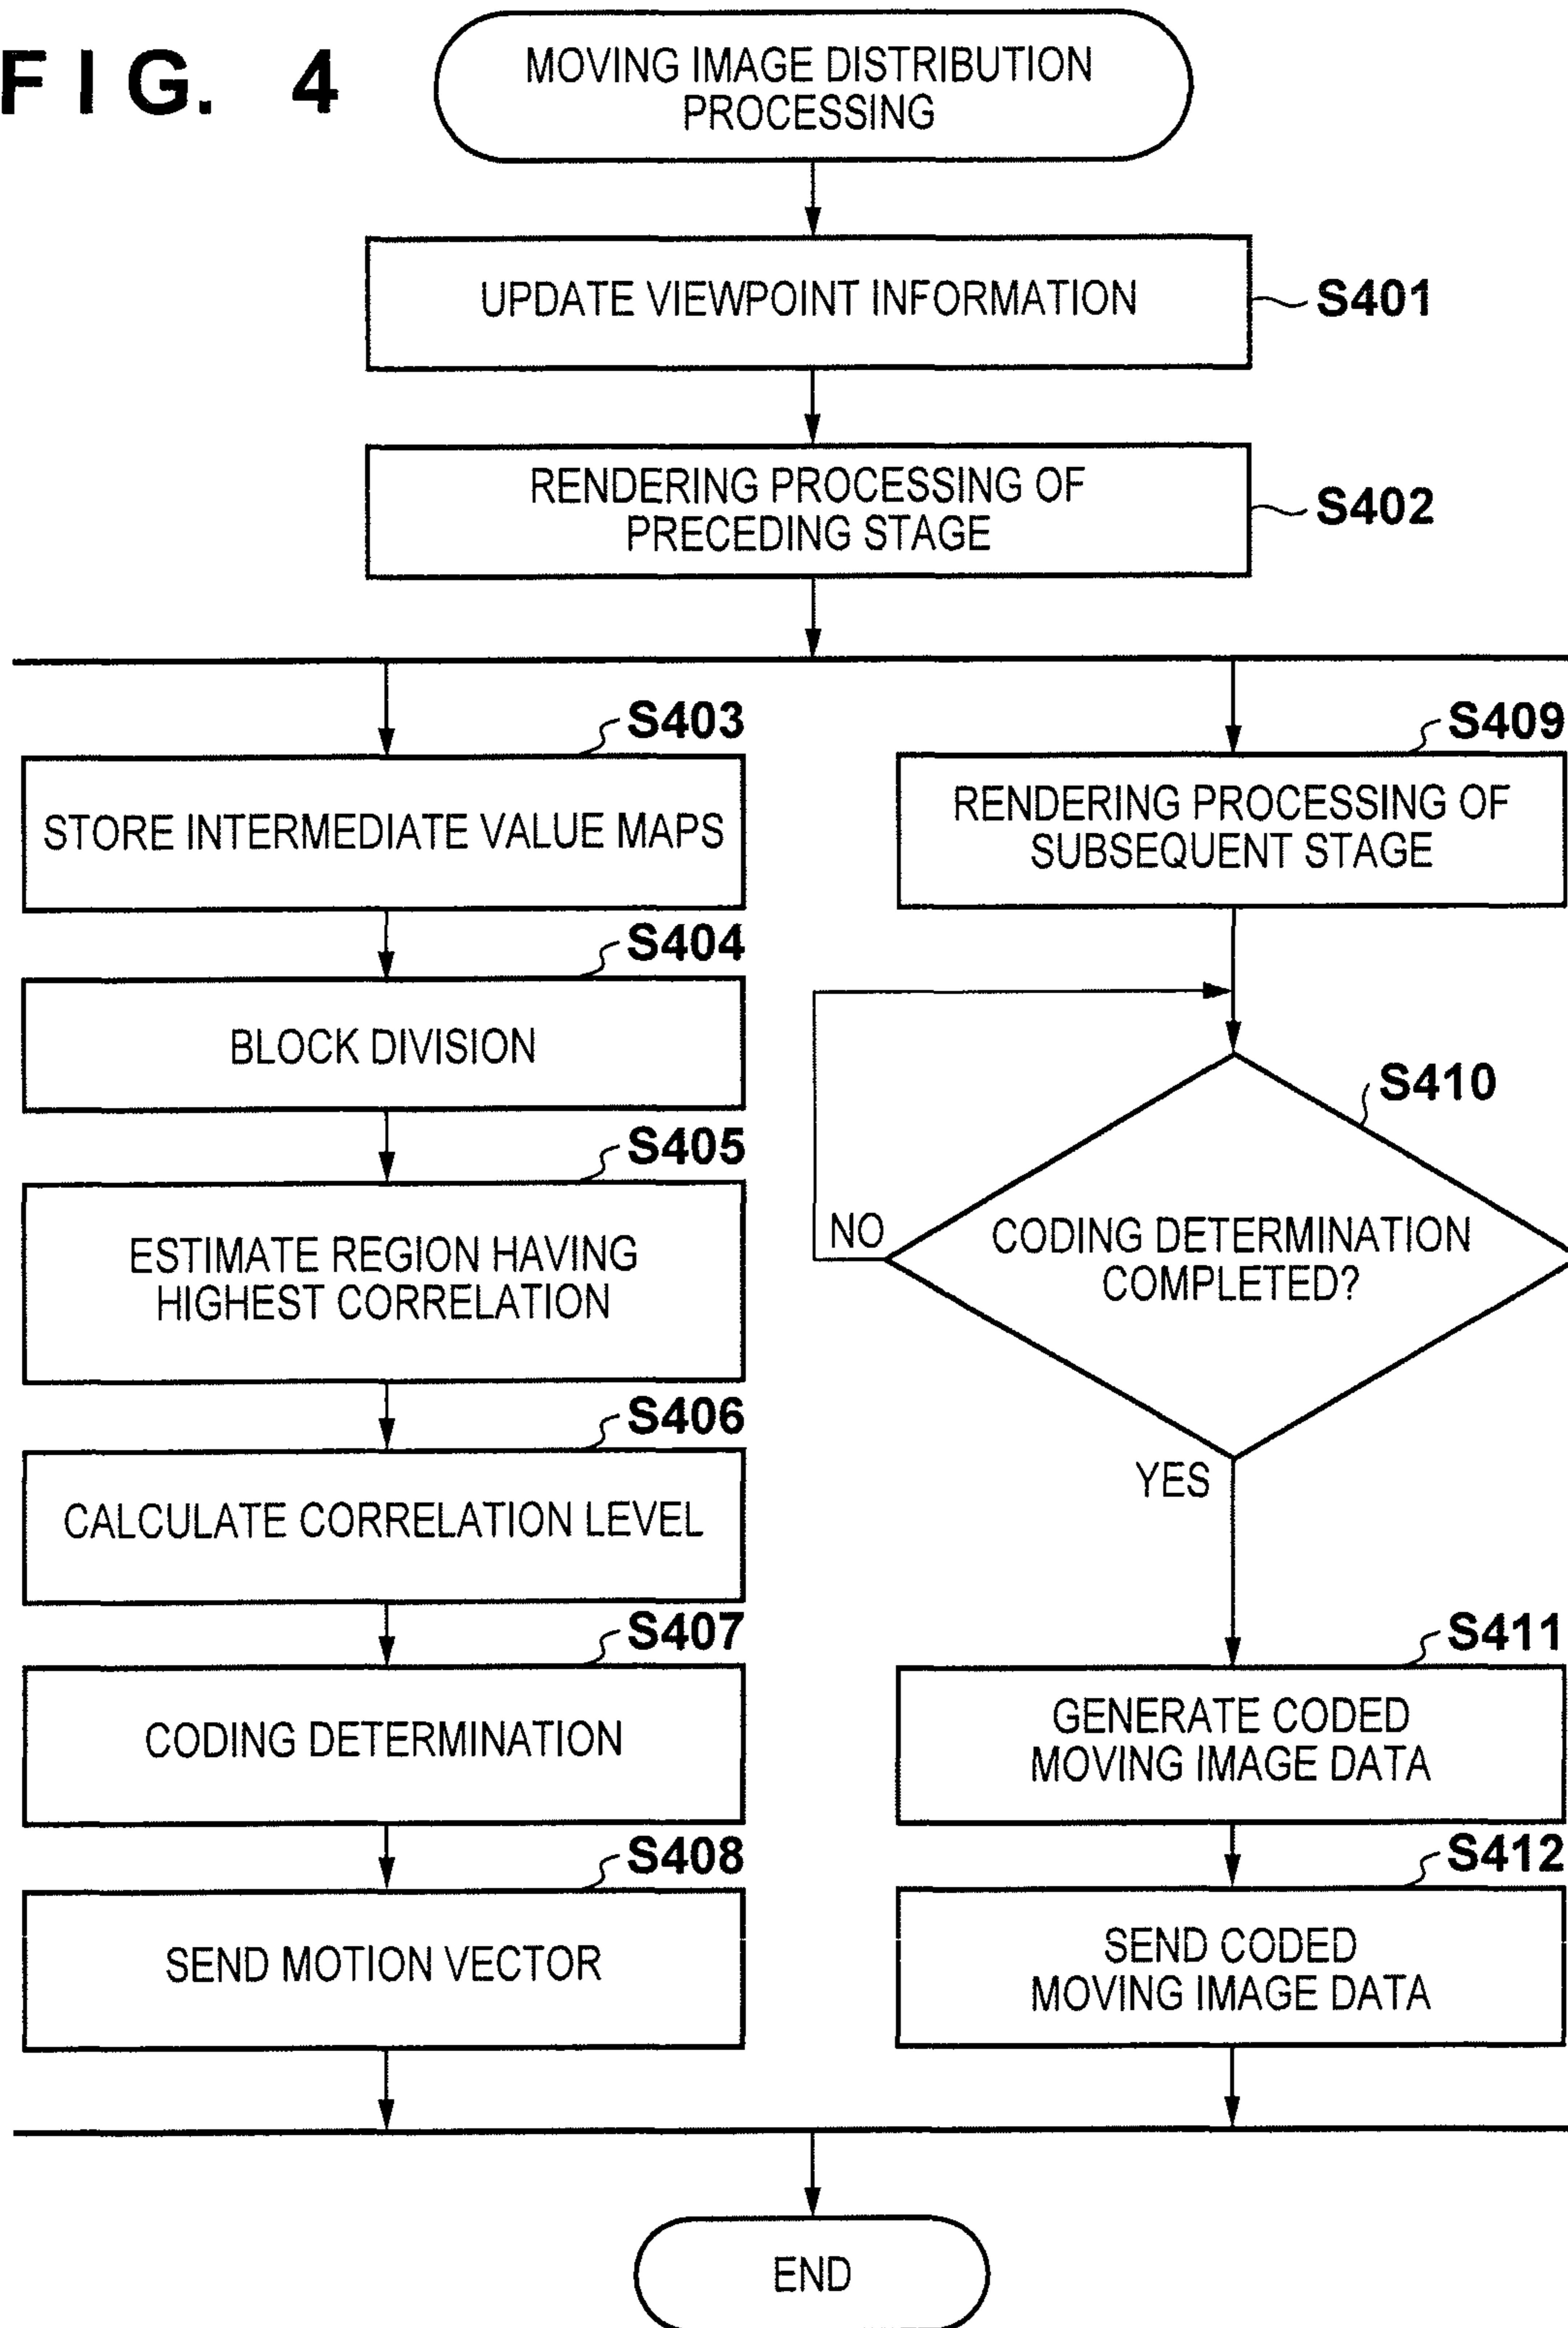 FIG. 4
MOVING IMAGE DISTRIBUTION
PROCESSING
UPDATE VIEWPOINT INFORMATION
S401
RENDERING PROCESSING OF
PRECEDING STAGE
S402
S403
STORE INTERMEDIATE VALUE MAPS
S404
BLOCK DIVISION
S405
ESTIMATE REGION HAVING
HIGHEST CORRELATION
S406
CALCULATE CORRELATION LEVEL
S407
CODING DETERMINATION
S408
SEND MOTION VECTOR
S409
RENDERING PROCESSING OF
SUBSEQUENT STAGE
S410
NO
CODING DETERMINATION
COMPLETED?
YES
S411
GENERATE CODED
MOVING IMAGE DATA
S412
SEND CODED
MOVING IMAGE DATA
END